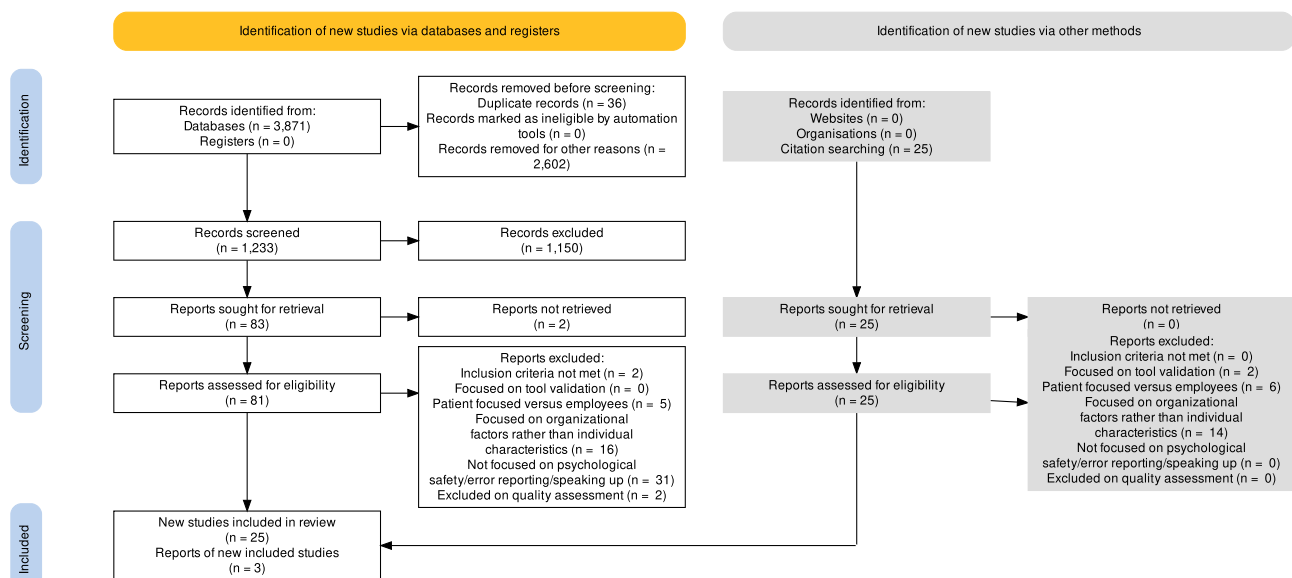 Identification of new studies via databases and registers
Identification of new studies via other methods
Identification
Records identified from:
Databases (n = 3,871)
Registers (n = 0)
Records removed before screening:
Duplicate records (n = 36)
Records marked as ineligible by automation
tools (n = 0)
Records removed for other reasons (n =
2,602)
Records identified from:
Websites (n = 0)
Organisations (n = 0)
Citation searching (n = 25)
Screening
Records screened
(n = 1,233)
Records excluded
(n = 1,150)
Reports sought for retrieval
(n = 83)
Reports not retrieved
(n = 2)
Reports sought for retrieval
(n = 25)
Reports not retrieved
(n = 0)
Reports assessed for eligibility
(n = 81)
Reports excluded:
Inclusion criteria not met (n = 2)
Focused on tool validation (n = 0)
Patient focused versus employees (n = 5)
Focused on organizational
factors rather than individual
characteristics (n = 16)
Not focused on psychological
safety/error reporting/speaking up (n = 31)
Excluded on quality assessment (n = 2)
Reports assessed for eligibility
(n = 25)
Reports excluded:
Inclusion criteria not met (n = 0)
Focused on tool validation (n = 2)
Patient focused versus employees (n = 6)
Focused on organizational
factors rather than individual
characteristics (n = 14)
Not focused on psychological
safety/error reporting/speaking up (n = 0)
Excluded on quality assessment (n = 0)
Included
New studies included in review
(n = 25)
Reports of new included studies
(n = 3)